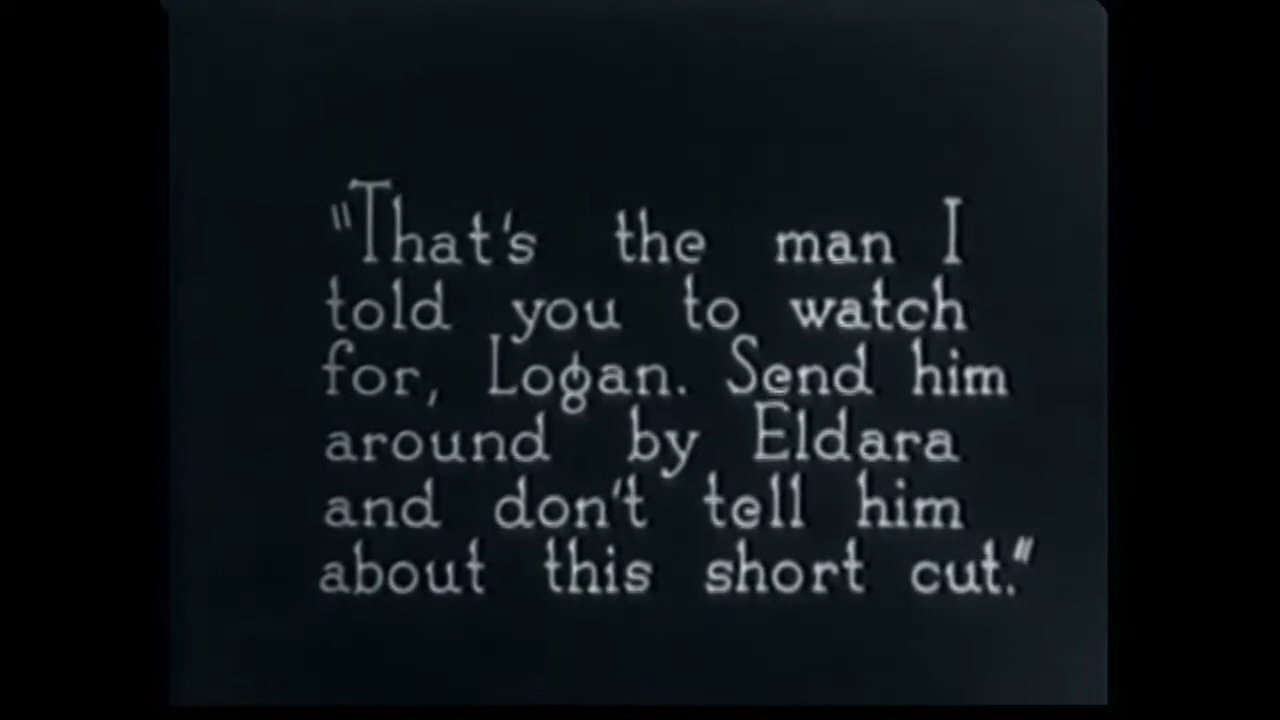 "That's the man I
told you to watch
for, Logan. Send him
around by Eldara
and don't tell him
about this short cut."